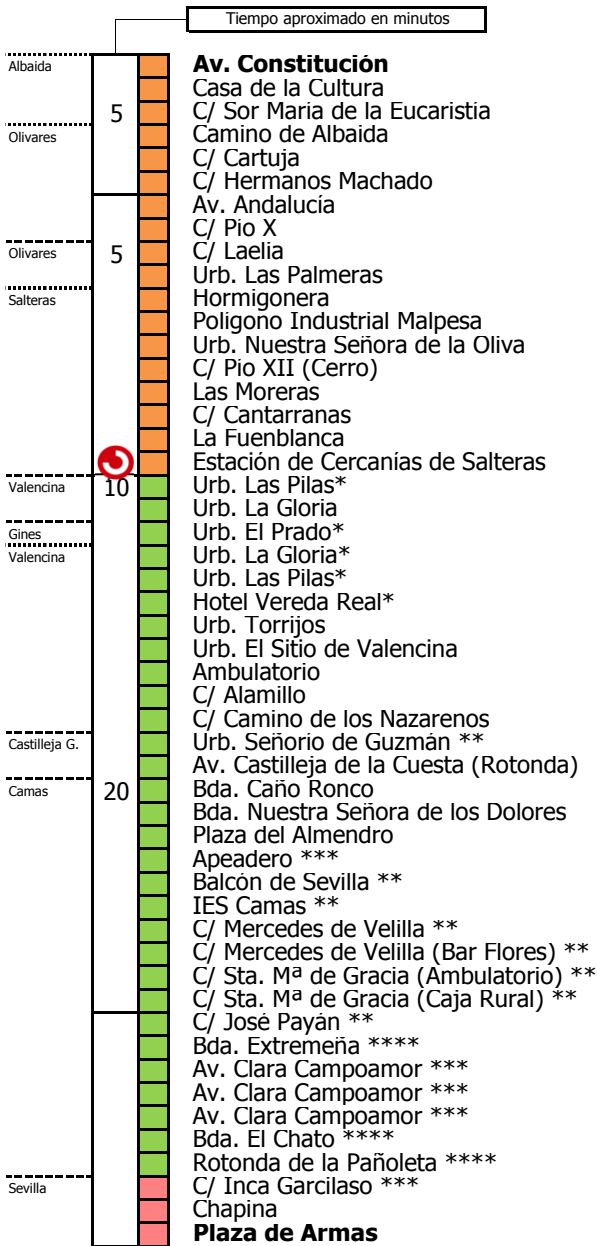 Tiempo aproximado en minutos
Albaida
Av. Constitución
Casa de la Cultura
5
C/ Sor Maria de la Eucaristia
Olivares
Camino de Albaida
C/ Cartuja
C/ Hermanos Machado
Av. Andalucía
C/ Pio X
Olivares
5
C/ Laelia
Urb. Las Palmeras
Salteras
Hormigonera
Poligono Industrial Malpesa
Urb. Nuestra Señora de la Oliva
C/ Pio XII (Cerro)
Las Moreras
C/ Cantarranas
La Fuenblanca
Estación de Cercanías de Salteras
Valencina
10
Urb. Las Pilas*
Urb. La Gloria
Gines
Urb. El Prado*
Valencina
Urb. La Gloria*
Urb. Las Pilas*
Hotel Vereda Real*
Urb. Torrijos
Urb. El Sitio de Valencina
Ambulatorio
C/ Alamillo
C/ Camino de los Nazarenos
Castilleja G.
Urb. Señorio de Guzmán **
Av. Castilleja de la Cuesta (Rotonda)
Camas
20
Bda. Caño Ronco
Bda. Nuestra Señora de los Dolores
Plaza del Almendro
Apeadero ***
Balcón de Sevilla **
IES Camas **
C/ Mercedes de Velilla **
C/ Mercedes de Velilla (Bar Flores) **
C/ Sta. Mª de Gracia (Ambulatorio) **
C/ Sta. Mª de Gracia (Caja Rural) **
C/ José Payán **
Bda. Extremeña ****
Av. Clara Campoamor ***
Av. Clara Campoamor ***
Av. Clara Campoamor ***
Bda. El Chato ****
Rotonda de la Pañoleta ****
Sevilla
C/ Inca Garcilaso ***
Chapina
Plaza de Armas